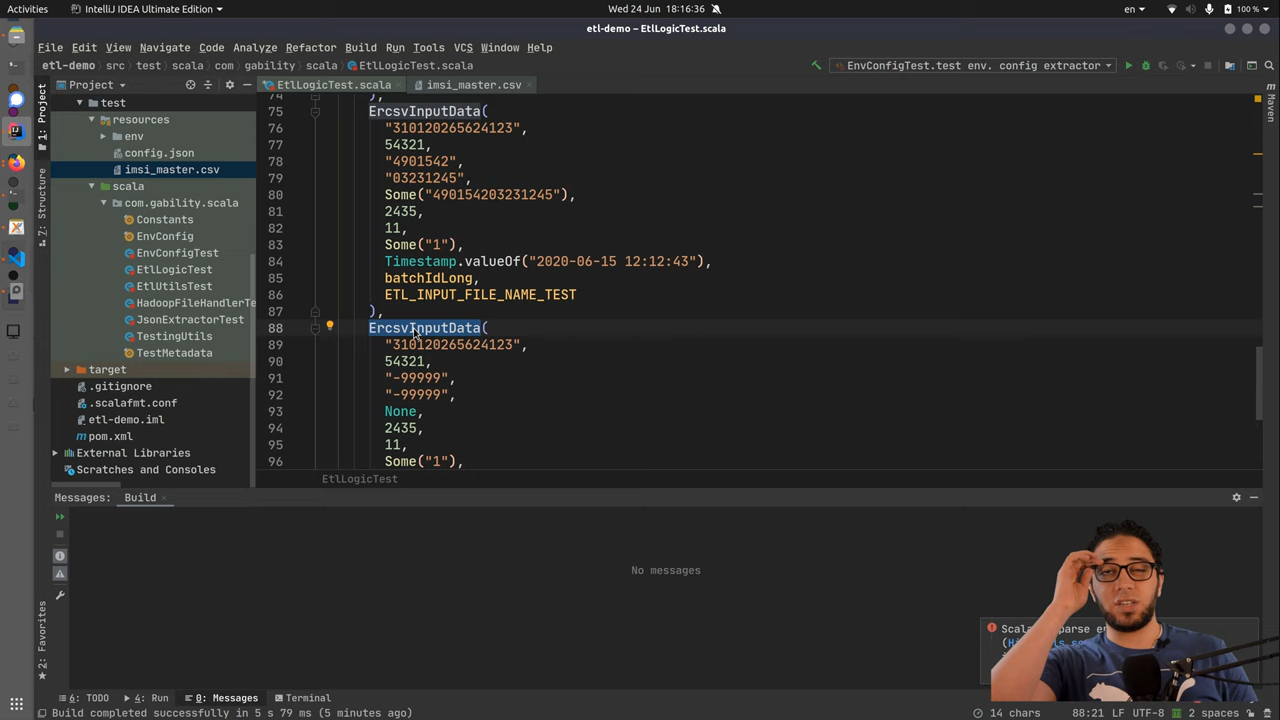 Activities IntelliJ IDEA Ultimate Edition Wed 24 Jun 18:16:36 en 100 %
etl-demo – EtlLogicTest.scala
File Edit View Navigate Code Analyze Refactor Build Run Tools VCS Window Help
etl-demo src test scala com gability scala EtlLogicTest.scala EnvConfigTest.test env. config extractor
Project EtlLogicTest.scala imsi_master.csv
1: Project
7: Structure
2: Favorites
Maven
test
resources
env
config.json
imsi_master.csv
scala
com.gability.scala
Constants
EnvConfig
EnvConfigTest
EtlLogicTest
EtlUtilsTest
HadoopFileHandlerTe
JsonExtractorTest
TestingUtils
TestMetadata
target
.gitignore
.scalafmt.conf
etl-demo.iml
pom.xml
External Libraries
Scratches and Consoles
74 ),
75 ErcsvInputData(
76 "310120265624123",
77 54321,
78 "4901542",
79 "03231245",
80 Some("490154203231245"),
81 2435,
82 11,
83 Some("1"),
84 Timestamp.valueOf("2020-06-15 12:12:43"),
85 batchIdLong,
86 ETL_INPUT_FILE_NAME_TEST
87 ),
88 ErcsvInputData(
89 "310120265624123",
90 54321,
91 "-99999",
92 "-99999",
93 None,
94 2435,
95 11,
96 Some("1"),
EtlLogicTest
Messages: Build
No messages
6: TODO 4: Run 0: Messages Terminal
Build completed successfully in 5 s 79 ms (5 minutes ago) 14 chars 88:21 LF UTF-8 2 spaces